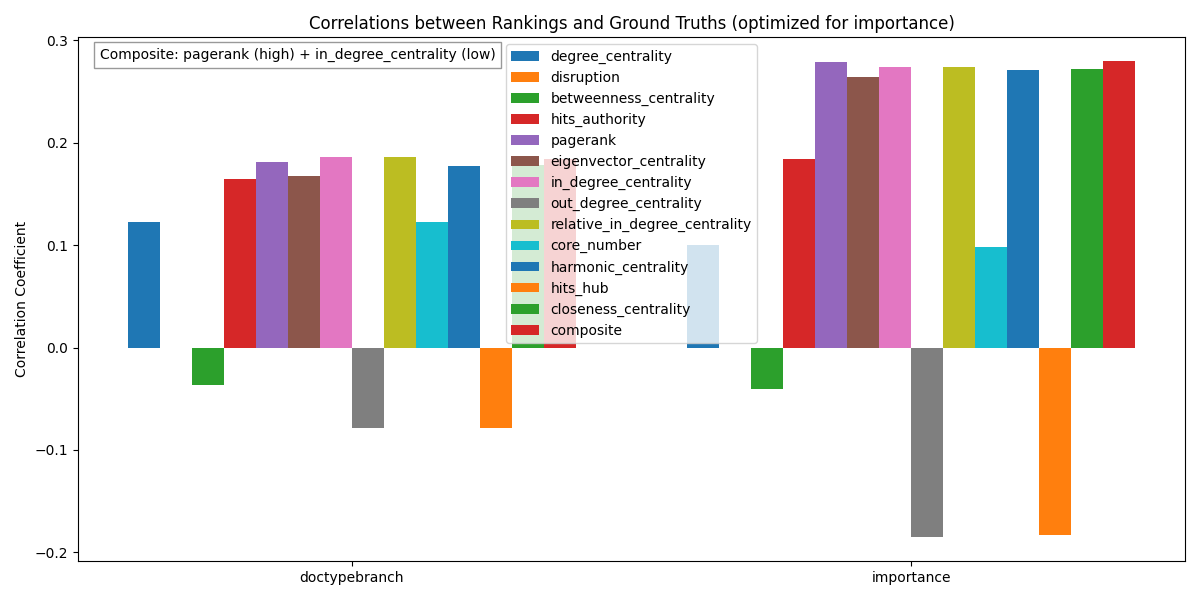 Correlations between Rankings and Ground Truths (optimized for importance)
Composite: pagerank (high) + in_degree_centrality (low)
degree_centrality
disruption
betweenness_centrality
hits_authority
pagerank
eigenvector_centrality
in_degree_centrality
out_degree_centrality
relative_in_degree_centrality
core_number
harmonic_centrality
hits_hub
closeness_centrality
composite
Correlation Coefficient
0.3
0.2
0.1
0.0
−0.1
−0.2
doctypebranch
importance